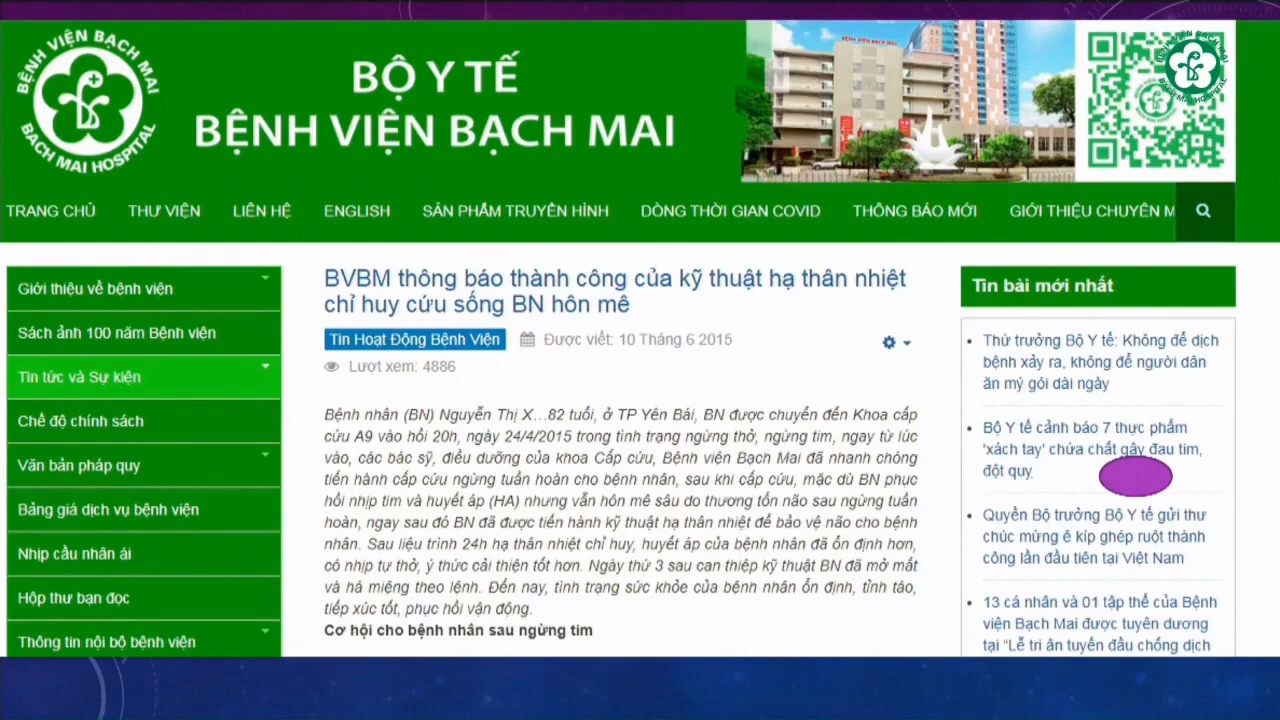 BỆNH VIỆN BẠCH MAI
BACH MAI HOSPITAL
BỘ Y TẾ
BỆNH VIỆN BẠCH MAI
BỆNH VIỆN BẠCH MAI
BỆNH VIỆN BẠCH MAI
BACH MAI HOSPITAL
TRANG CHỦ THƯ VIỆN LIÊN HỆ ENGLISH SẢN PHẨM TRUYỀN HÌNH DÒNG THỜI GIAN COVID THÔNG BÁO MỚI GIỚI THIỆU CHUYÊN M
Giới thiệu về bệnh viện
Sách ảnh 100 năm Bệnh viện
Tin tức và Sự kiện
Chế độ chính sách
Văn bản pháp quy
Bảng giá dịch vụ bệnh viện
Nhịp cầu nhân ái
Hộp thư bạn đọc
Thông tin nội bộ bệnh viện
BVBM thông báo thành công của kỹ thuật hạ thân nhiệt
chỉ huy cứu sống BN hôn mê
Tin Hoạt Động Bệnh Viện Được viết: 10 Tháng 6 2015
Lượt xem: 4886
Bệnh nhân (BN) Nguyễn Thị X…82 tuổi, ở TP Yên Bái, BN được chuyển đến Khoa cấp
cứu A9 vào hồi 20h, ngày 24/4/2015 trong tình trạng ngừng thở, ngừng tim, ngay từ lúc
vào, các bác sỹ, điều dưỡng của khoa Cấp cứu, Bệnh viện Bạch Mai đã nhanh chóng
tiến hành cấp cứu ngừng tuần hoàn cho bệnh nhân, sau khi cấp cứu, mặc dù BN phục
hồi nhịp tim và huyết áp (HA) nhưng vẫn hôn mê sâu do thương tổn não sau ngừng tuần
hoàn, ngay sau đó BN đã được tiến hành kỹ thuật hạ thân nhiệt để bảo vệ não cho bệnh
nhân. Sau liệu trình 24h hạ thân nhiệt chỉ huy, huyết áp của bệnh nhân đã ổn định hơn,
có nhịp tự thở, ý thức cải thiện tốt hơn. Ngày thứ 3 sau can thiệp kỹ thuật BN đã mở mắt
và há miệng theo lệnh. Đến nay, tình trạng sức khỏe của bệnh nhân ổn định, tỉnh táo,
tiếp xúc tốt, phục hồi vận động.
Cơ hội cho bệnh nhân sau ngừng tim
Tin bài mới nhất
Thứ trưởng Bộ Y tế: Không để dịch
bệnh xảy ra, không để người dân
ăn mỳ gói dài ngày
Bộ Y tế cảnh báo 7 thực phẩm
'xách tay' chứa chất gây đau tim,
đột quỵ
Quyền Bộ trưởng Bộ Y tế gửi thư
chúc mừng ê kíp ghép ruột thành
công lần đầu tiên tại Việt Nam
13 cá nhân và 01 tập thể của Bệnh
viện Bạch Mai được tuyên dương
tại “Lễ tri ân tuyến đầu chống dịch